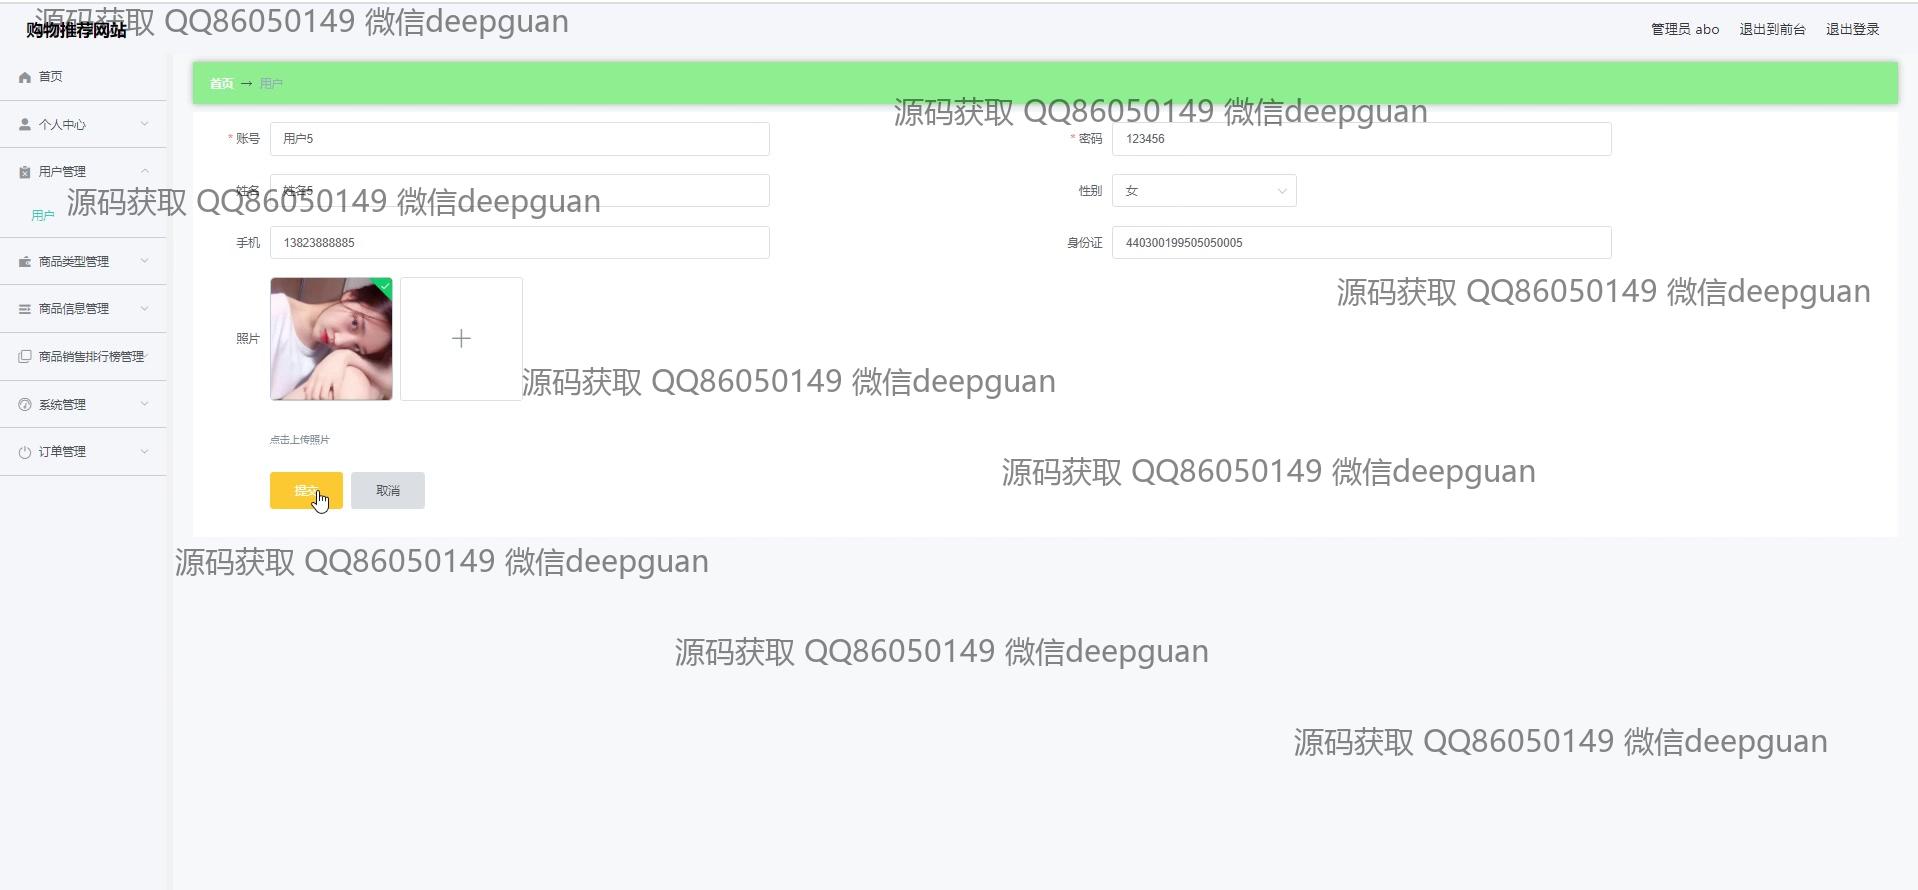 源码获取 QQ86050149 微信deepguan
购物推荐网站
管理员 abo 退出到前台 退出登录
首页
首页 → 用户
源码获取 QQ86050149 微信deepguan
个人中心
* 账号 用户5
* 密码 123456
用户管理
姓名 姓名5
性别 女
源码获取 QQ86050149 微信deepguan
用户
手机 13823888885
身份证 440300199505050005
商品类型管理
源码获取 QQ86050149 微信deepguan
商品信息管理
照片
商品销售排行榜管理
源码获取 QQ86050149 微信deepguan
系统管理
点击上传照片
订单管理
源码获取 QQ86050149 微信deepguan
提交 取消
源码获取 QQ86050149 微信deepguan
源码获取 QQ86050149 微信deepguan
源码获取 QQ86050149 微信deepguan